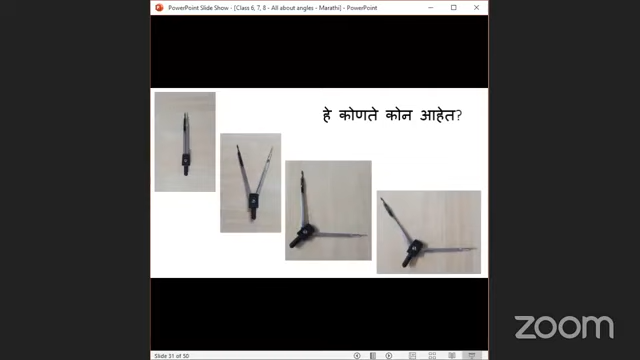 PowerPoint Slide Show - [Class 6, 7, 8 - All about angles - Marathi] - PowerPoint
हे कोणते कोन आहेत?
Slide 31 of 50
zoom